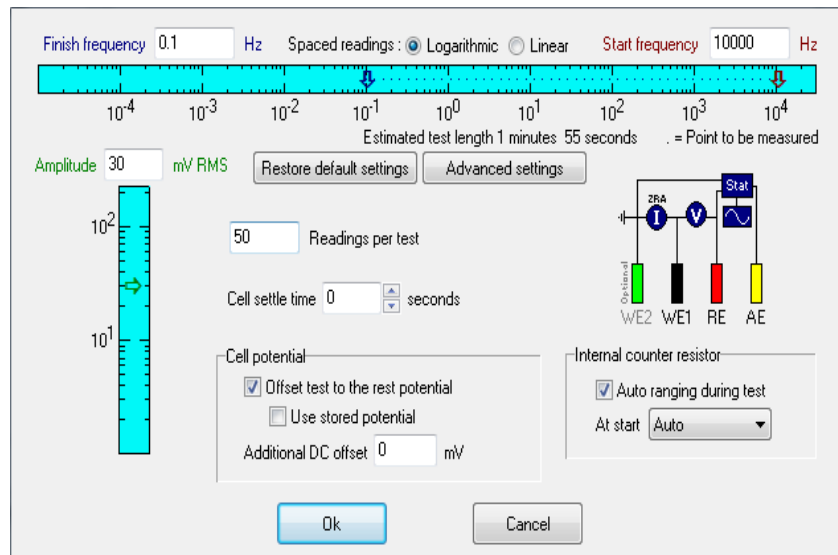 Finish frequency 0.1 Hz Spaced readings : Logarithmic Linear Start frequency 10000 Hz
10-4 10-3 10-2 10-1 100 101 102 103 104
Estimated test length 1 minutes 55 seconds . = Point to be measured
Amplitude 30 mV RMS Restore default settings Advanced settings
Stat
ZRA
I V
102
50 Readings per test
Optional
Cell settle time 0 seconds
WE2 WE1 RE AE
101
Cell potential Internal counter resistor
Offset test to the rest potential Auto ranging during test
Use stored potential At start Auto
Additional DC offset 0 mV
Ok Cancel